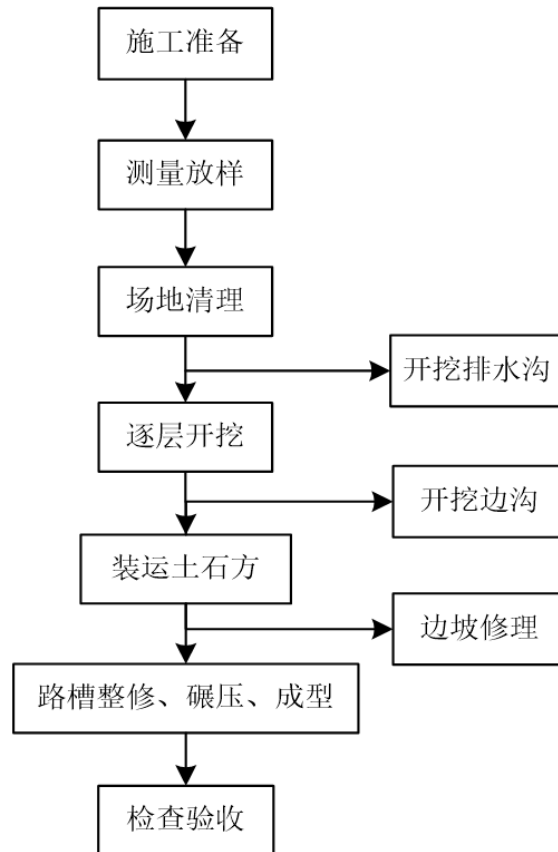 施工准备
测量放样
场地清理
开挖排水沟
逐层开挖
开挖边沟
装运土石方
边坡修理
路槽整修、碾压、成型
检查验收